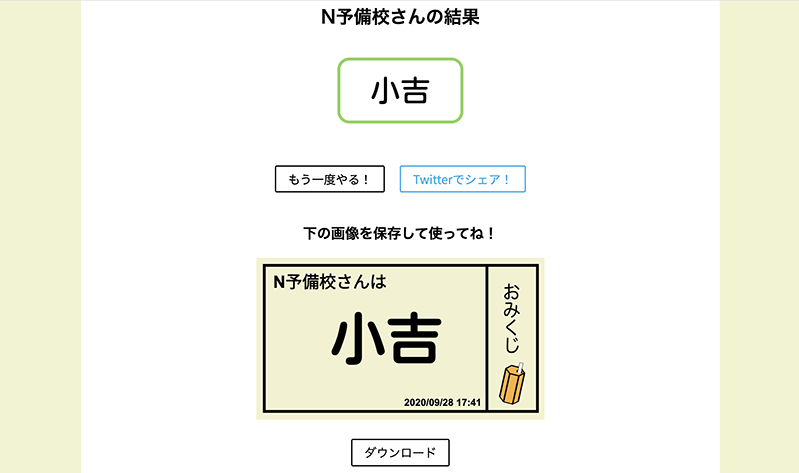 N予備校さんの結果
小吉
もう一度やる！
Twitterでシェア！
下の画像を保存して使ってね！
N予備校さんは
小吉
2020/09/28 17:41
おみくじ
ダウンロード